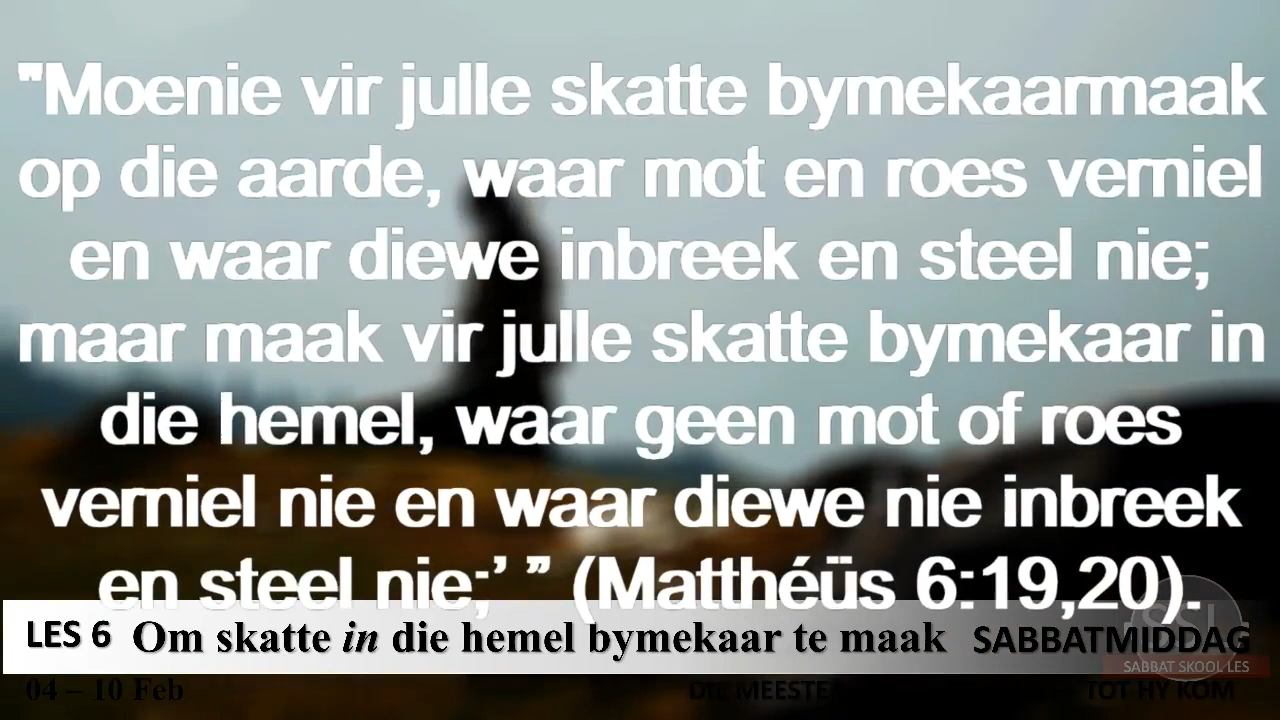 "Moenie vir julle skatte bymekaarmaak
op die aarde, waar mot en roes verniel
en waar diewe inbreek en steel nie;
maar maak vir julle skatte bymekaar in
die hemel, waar geen mot of roes
verniel nie en waar diewe nie inbreek
en steel nie;’ ” (Matthéüs 6:19,20).
LES 6 Om skatte in die hemel bymekaar te maak SABBATMIDDAG
SSL
SABBAT SKOOL LES
04 – 10 Feb
DIE TOT HY KOM